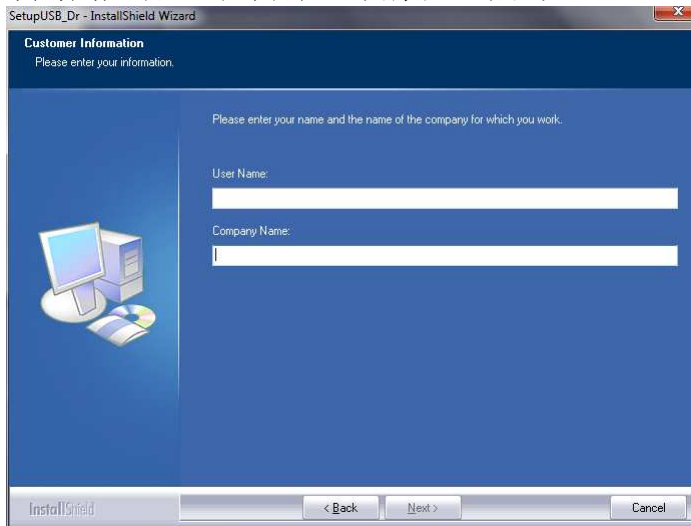 SetupUSB_Dr - InstallShield Wizard
Customer Information
Please enter your information.
Please enter your name and the name of the company for which you work.
User Name:
Company Name:
InstallShield
< Back
Next >
Cancel